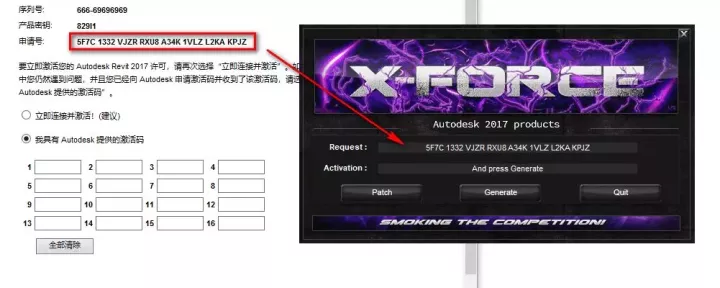 序列号: 666-69696969
产品密钥: 829I1
申请号: 5F7C 1332 VJZR RXU8 A34K 1VLZ L2KA KPJZ
要立即激活您的 Autodesk Revit 2017 许可，请再次选择“立即连接并激活”。如
中您仍然遇到问题，并且您已经向 Autodesk 申请激活码并收到了该激活码，请选
Autodesk 提供的激活码”。
立即连接并激活! (建议)
我具有 Autodesk 提供的激活码
1 2 3 4
5 6 7 8
9 10 11 12
13 14 15 16
全部清除
X-FORCE
Autodesk 2017 products
Request : 5F7C 1332 VJZR RXU8 A34K 1VLZ L2KA KPJZ
Activation : And press Generate
Patch Generate Quit
SMOKING THE COMPETITION!